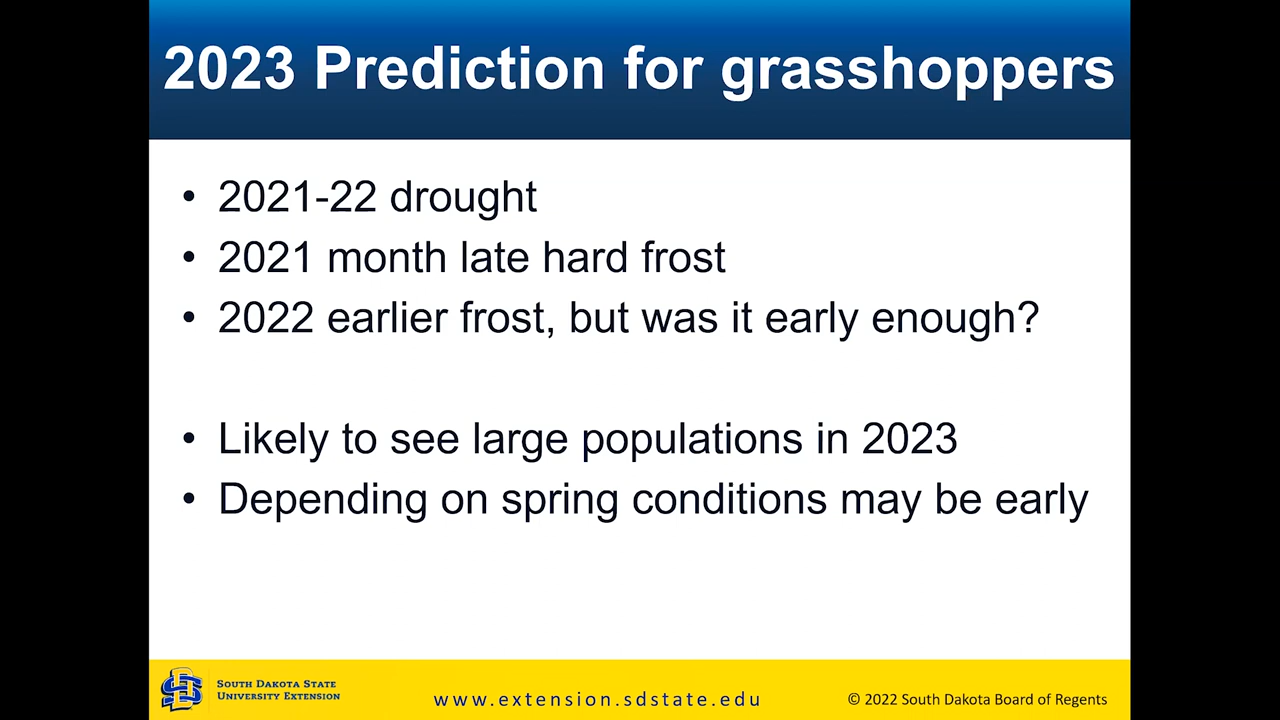 2023 Prediction for grasshoppers
• 2021-22 drought
• 2021 month late hard frost
• 2022 earlier frost, but was it early enough?
• Likely to see large populations in 2023
• Depending on spring conditions may be early
SOUTH DAKOTA STATE
UNIVERSITY EXTENSION
www.extension.sdstate.edu
© 2022 South Dakota Board of Regents